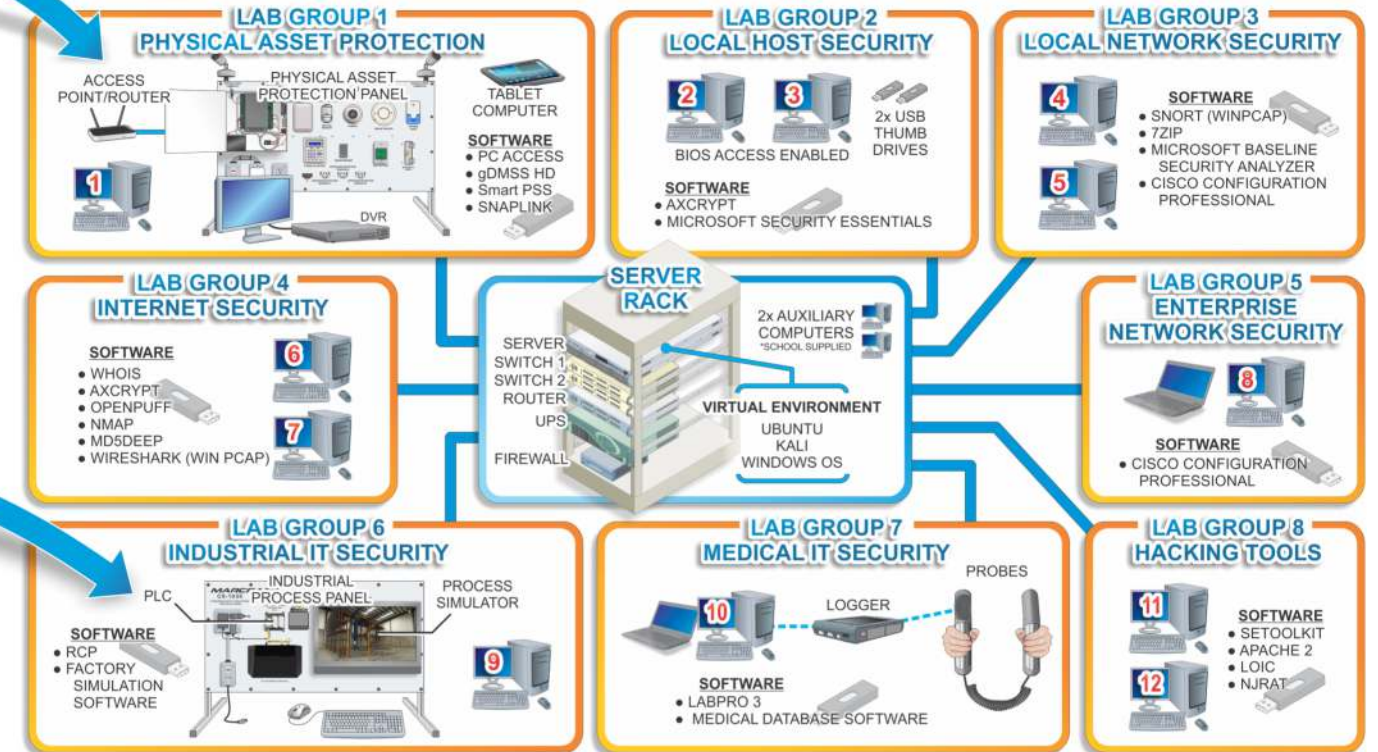 LAB GROUP 1
PHYSICAL ASSET PROTECTION
ACCESS
POINT/ROUTER
PHYSICAL ASSET
PROTECTION PANEL
TABLET
COMPUTER
SOFTWARE
• PC ACCESS
• gDMSS HD
• Smart PSS
• SNAPLINK
1
DVR
LAB GROUP 2
LOCAL HOST SECURITY
2
3
2x USB
THUMB
DRIVES
BIOS ACCESS ENABLED
SOFTWARE
• AXCRYPT
• MICROSOFT SECURITY ESSENTIALS
LAB GROUP 3
LOCAL NETWORK SECURITY
4
5
SOFTWARE
• SNORT (WINPCAP)
• 7ZIP
• MICROSOFT BASELINE
SECURITY ANALYZER
• CISCO CONFIGURATION
PROFESSIONAL
LAB GROUP 4
INTERNET SECURITY
SOFTWARE
• WHOIS
• AXCRYPT
• OPENPUFF
• NMAP
• MD5DEEP
• WIRESHARK (WIN PCAP)
6
7
SERVER
RACK
SERVER
SWITCH 1
SWITCH 2
ROUTER
UPS
FIREWALL
2x AUXILIARY
COMPUTERS
*SCHOOL SUPPLIED
VIRTUAL ENVIRONMENT
UBUNTU
KALI
WINDOWS OS
LAB GROUP 5
ENTERPRISE
NETWORK SECURITY
8
SOFTWARE
• CISCO CONFIGURATION
PROFESSIONAL
LAB GROUP 6
INDUSTRIAL IT SECURITY
PLC
INDUSTRIAL
PROCESS PANEL
PROCESS
SIMULATOR
SOFTWARE
• RCP
• FACTORY
SIMULATION
SOFTWARE
9
LAB GROUP 7
MEDICAL IT SECURITY
10
LOGGER
PROBES
SOFTWARE
• LABPRO 3
• MEDICAL DATABASE SOFTWARE
LAB GROUP 8
HACKING TOOLS
11
12
SOFTWARE
• SETOOLKIT
• APACHE 2
• LOIC
• NJRAT